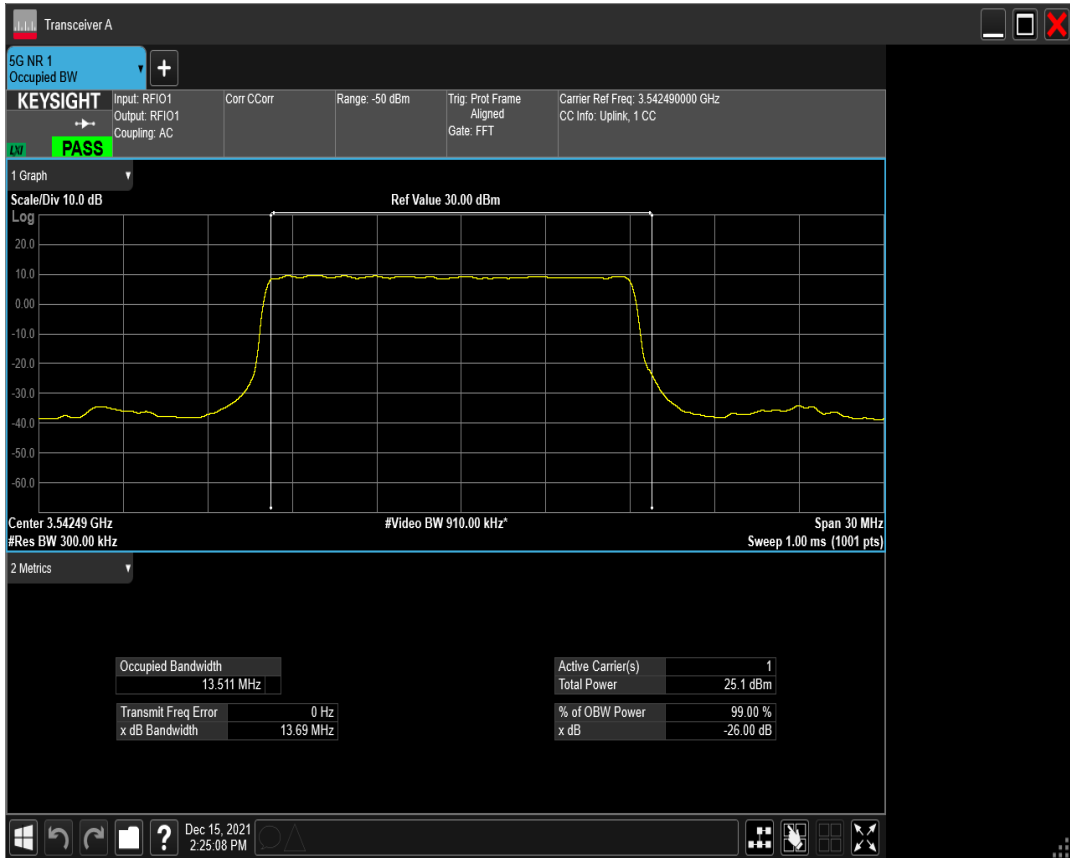 Transceiver A
5G NR 1
Occupied BW
+
KEYSIGHT
Input: RFIO1
Output: RFIO1
Coupling: AC
Corr CCorr
Range: -50 dBm
Trig: Prot Frame
Aligned
Gate: FFT
Carrier Ref Freq: 3.542490000 GHz
CC Info: Uplink, 1 CC
LXI
PASS
1 Graph
Scale/Div 10.0 dB
Ref Value 30.00 dBm
Log
20.0
10.0
0.00
-10.0
-20.0
-30.0
-40.0
-50.0
-60.0
Center 3.54249 GHz
#Video BW 910.00 kHz*
Span 30 MHz
#Res BW 300.00 kHz
Sweep 1.00 ms (1001 pts)
2 Metrics
Occupied Bandwidth
13.511 MHz
Transmit Freq Error 0 Hz
x dB Bandwidth 13.69 MHz
Active Carrier(s) 1
Total Power 25.1 dBm
% of OBW Power 99.00 %
x dB -26.00 dB
?
Dec 15, 2021
2:25:08 PM